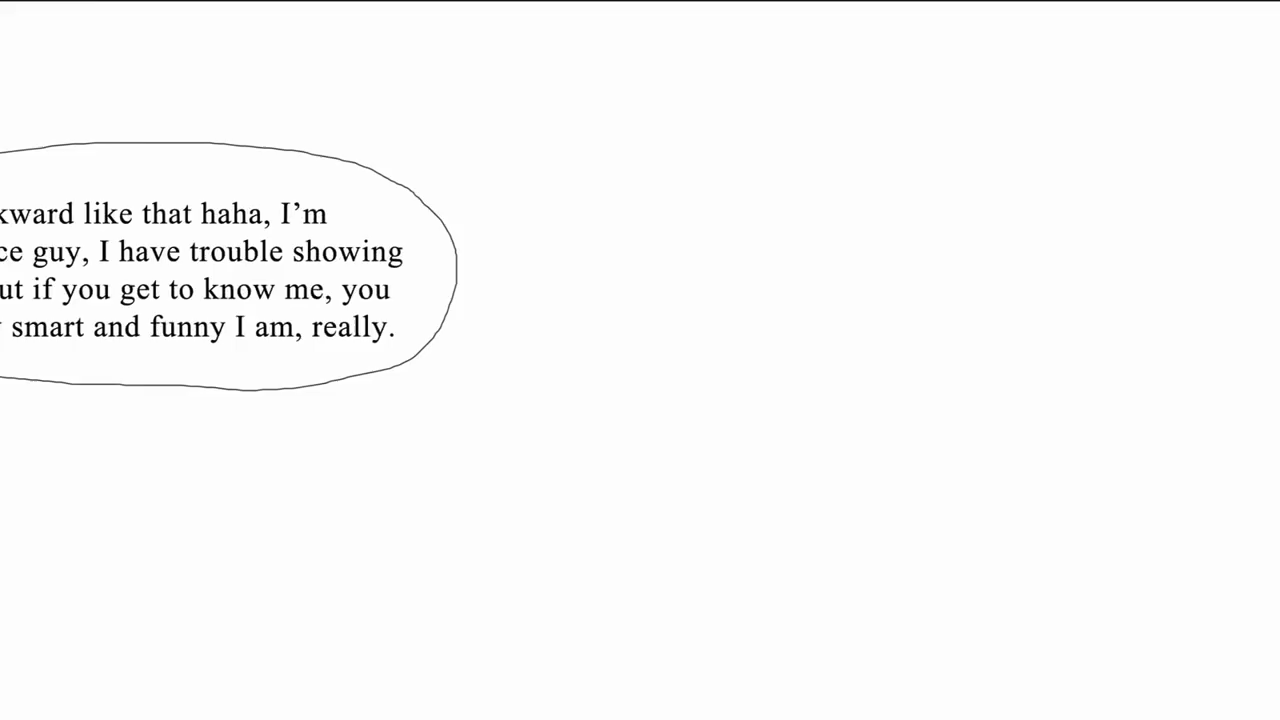 kward like that haha, I’m
ce guy, I have trouble showing
ut if you get to know me, you
smart and funny I am, really.